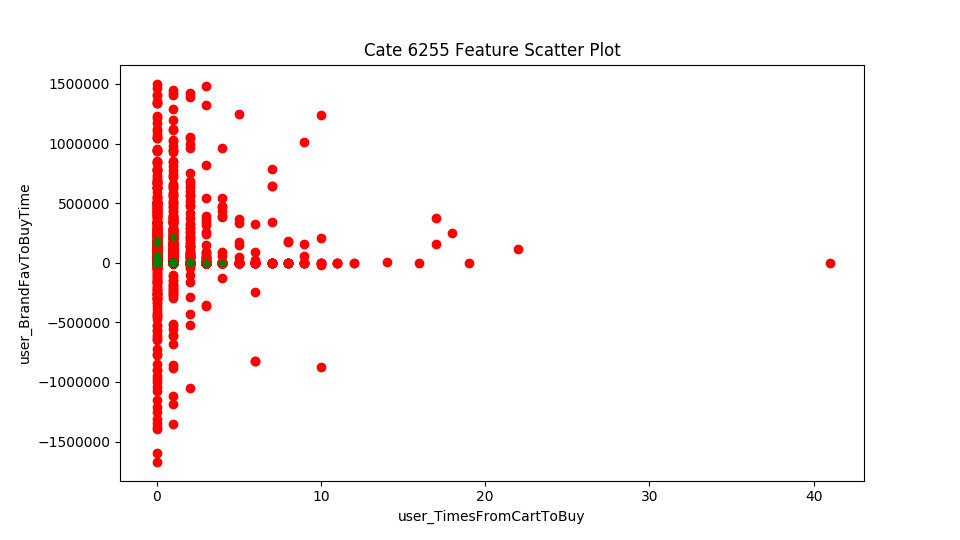 Cate 6255 Feature Scatter Plot
1500000
1000000
500000
0
−500000
−1000000
−1500000
user_BrandFavToBuyTime
0 10 20 30 40
user_TimesFromCartToBuy